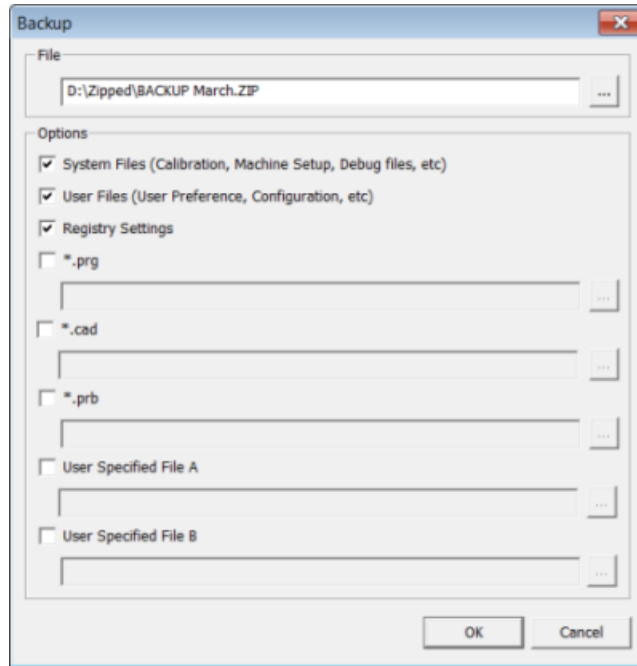 Backup
File
D:\Zipped\BACKUP March.ZIP
...
Options
System Files (Calibration, Machine Setup, Debug files, etc)
User Files (User Preference, Configuration, etc)
Registry Settings
*.prg
...
*.cad
...
*.prb
...
User Specified File A
...
User Specified File B
...
OK Cancel